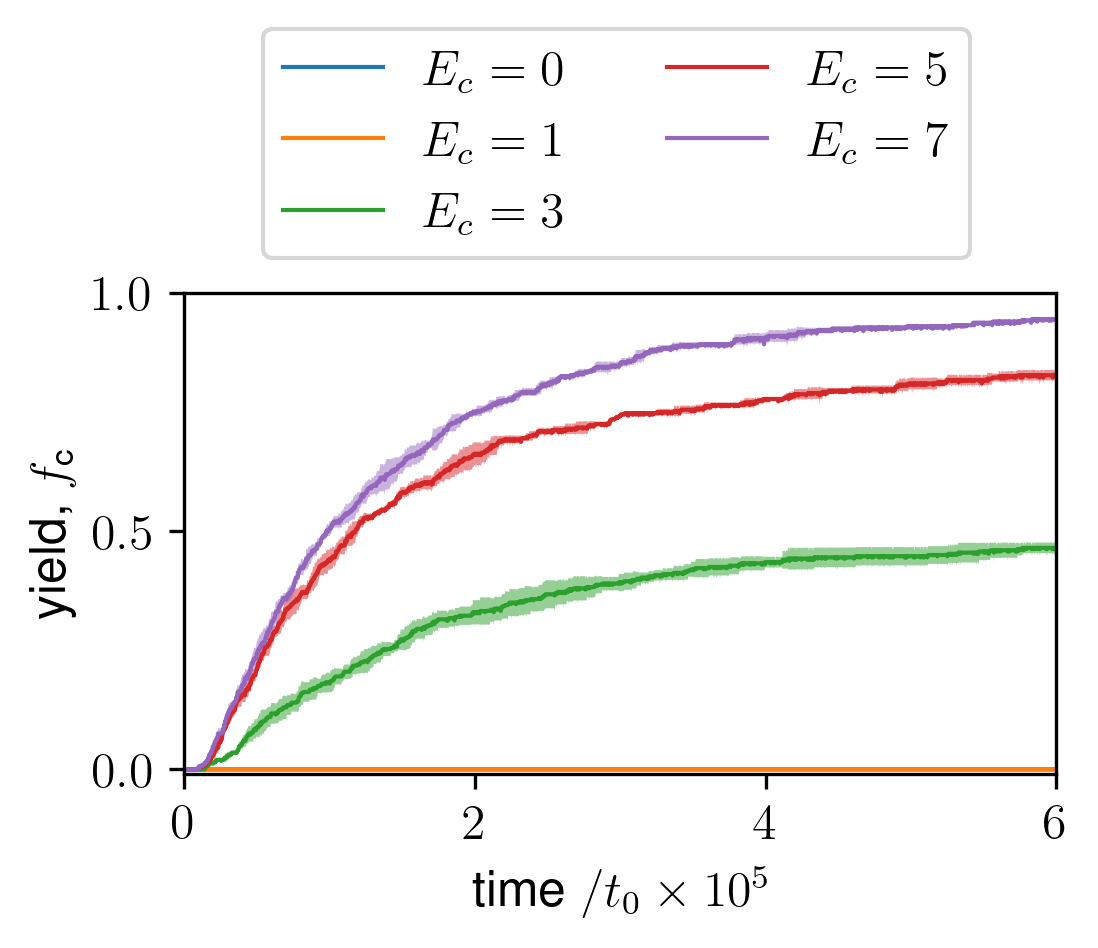 E_c = 0
E_c = 1
E_c = 3
E_c = 5
E_c = 7
1.0
0.5
0.0
yield, f_c
0 2 4 6
time /t_0 × 10^5